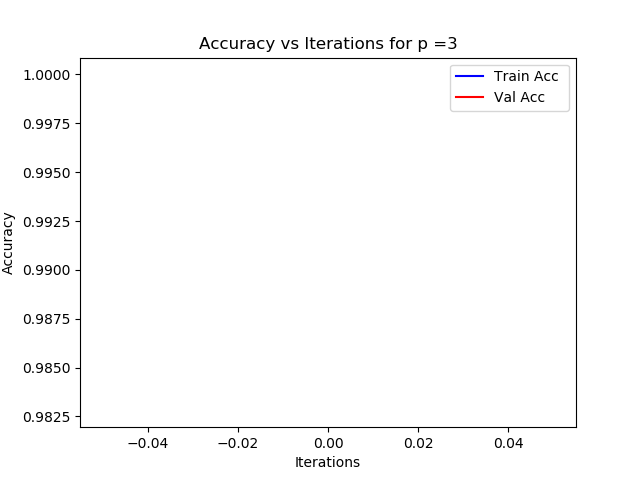 Accuracy vs Iterations for p =3
Train Acc
Val Acc
1.0000
0.9975
0.9950
0.9925
0.9900
0.9875
0.9850
0.9825
Accuracy
−0.04
−0.02
0.00
0.02
0.04
Iterations